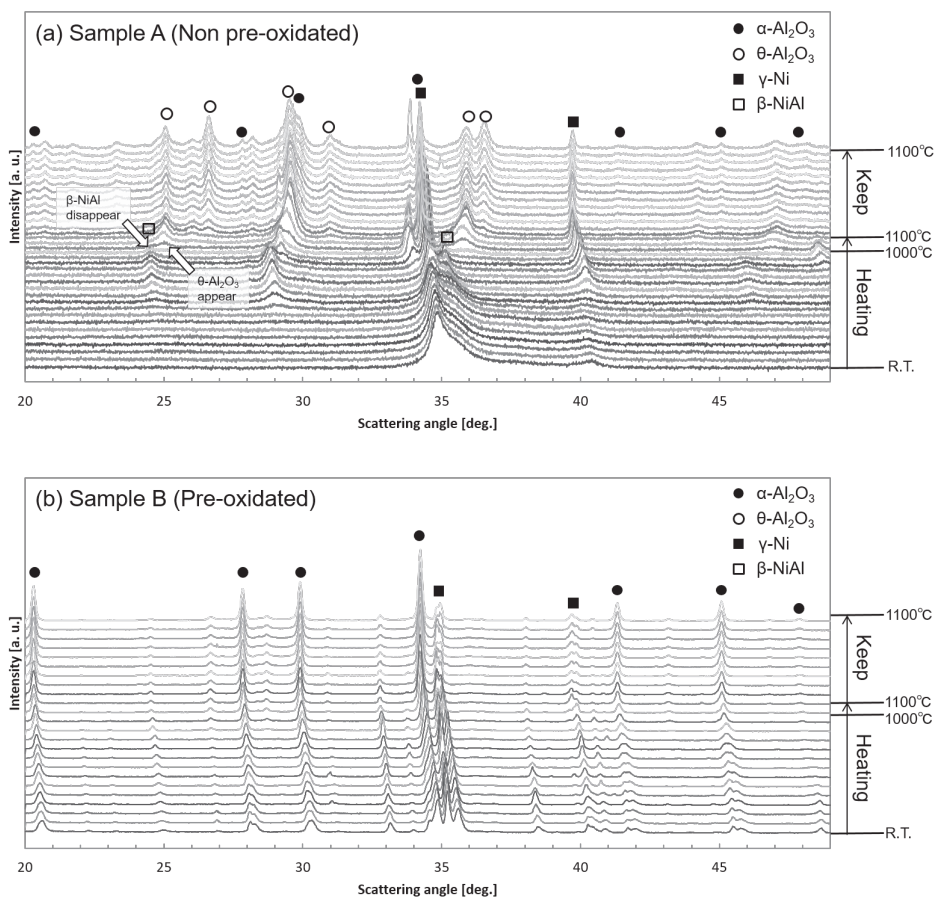 (a) Sample A (Non pre-oxidated)
α-Al₂O₃
θ-Al₂O₃
γ-Ni
β-NiAl
β-NiAl
disappear
θ-Al₂O₃
appear
1100°C
Keep
1100°C
1000°C
Heating
R.T.
Intensity [a. u.]
20
25
30
35
40
45
Scattering angle [deg.]
(b) Sample B (Pre-oxidated)
α-Al₂O₃
θ-Al₂O₃
γ-Ni
β-NiAl
1100°C
Keep
1100°C
1000°C
Heating
R.T.
Intensity [a. u.]
20
25
30
35
40
45
Scattering angle [deg.]